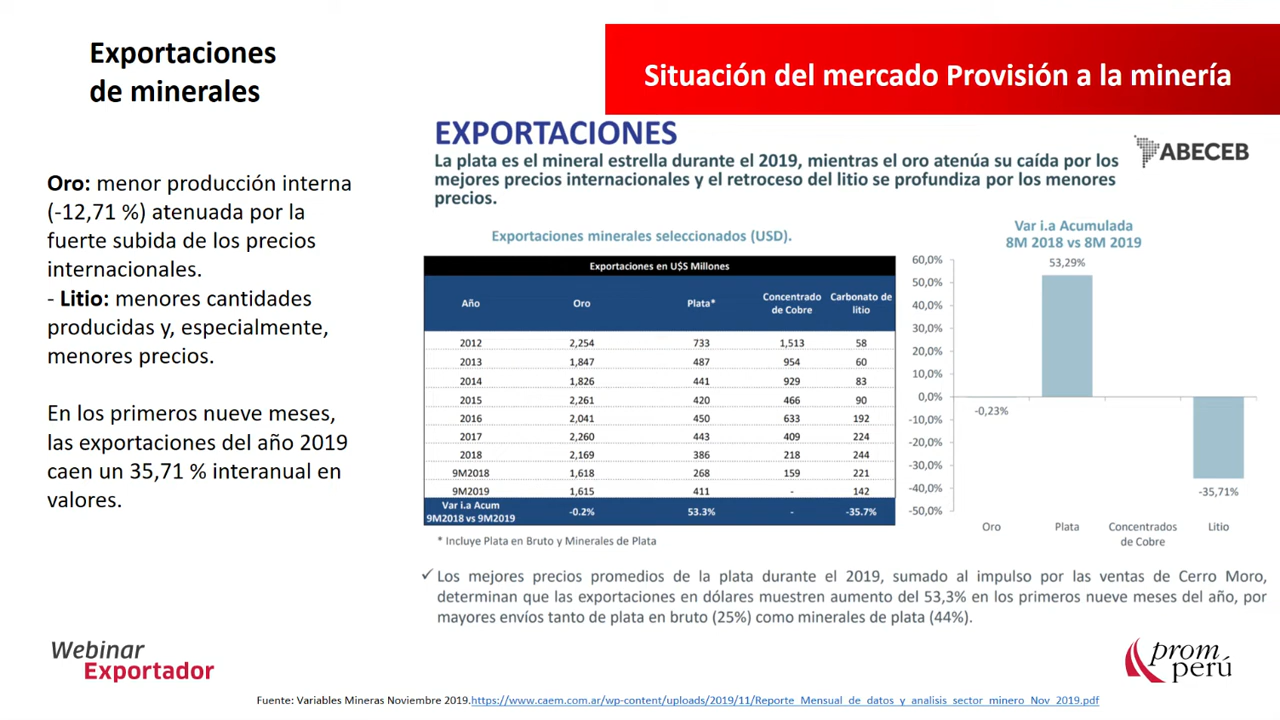 Exportaciones
de minerales
Situación del mercado Provisión a la minería
Oro: menor producción interna
(-12,71 %) atenuada por la
fuerte subida de los precios
internacionales.
- Litio: menores cantidades
producidas y, especialmente,
menores precios.
En los primeros nueve meses,
las exportaciones del año 2019
caen un 35,71 % interanual en
valores.
EXPORTACIONES
La plata es el mineral estrella durante el 2019, mientras el oro atenúa su caída por los
mejores precios internacionales y el retroceso del litio se profundiza por los menores
precios.
ABECEB
Exportaciones minerales seleccionados (USD).
Exportaciones en U$S Millones
Año Oro Plata* Concentrado de Cobre Carbonato de litio
2012 2,254 733 1,513 58
2013 1,847 487 954 60
2014 1,826 441 929 83
2015 2,261 420 466 90
2016 2,041 450 633 192
2017 2,260 443 409 224
2018 2,169 386 218 244
9M2018 1,618 268 159 221
9M2019 1,615 411 - 142
Var i.a Acum 9M2018 vs 9M2019 -0.2% 53.3% - -35.7%
* Incluye Plata en Bruto y Minerales de Plata
Var i.a Acumulada
8M 2018 vs 8M 2019
60,0%
50,0%
40,0%
30,0%
20,0%
10,0%
0,0%
-10,0%
-20,0%
-30,0%
-40,0%
-50,0%
53,29%
-0,23%
-35,71%
Oro Plata Concentrados de Cobre Litio
✓ Los mejores precios promedios de la plata durante el 2019, sumado al impulso por las ventas de Cerro Moro,
determinan que las exportaciones en dólares muestren aumento del 53,3% en los primeros nueve meses del año, por
mayores envíos tanto de plata en bruto (25%) como minerales de plata (44%).
Webinar
Exportador
prom
perú
Fuente: Variables Mineras Noviembre 2019.https://www.caem.com.ar/wp-content/uploads/2019/11/Reporte_Mensual_de_datos_y_analisis_sector_minero_Nov_2019.pdf